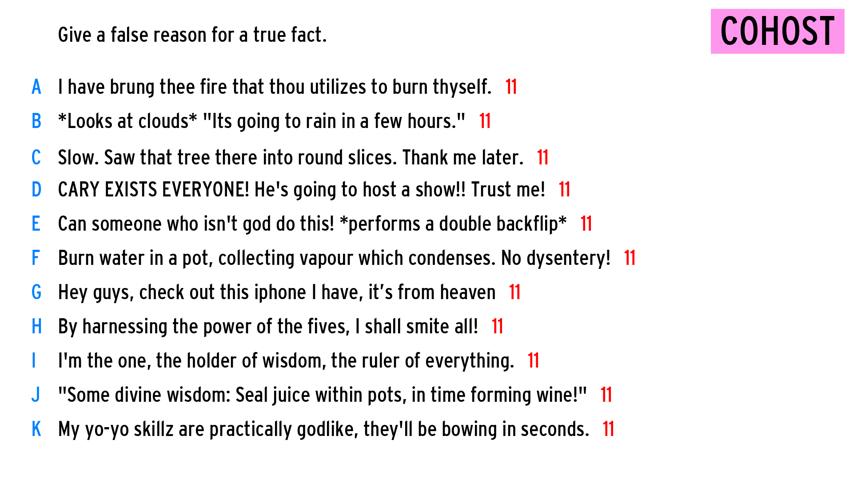 Give a false reason for a true fact.
COHOST
A I have brung thee fire that thou utilizes to burn thyself. 11
B *Looks at clouds* "Its going to rain in a few hours." 11
C Slow. Saw that tree there into round slices. Thank me later. 11
D CARY EXISTS EVERYONE! He's going to host a show!! Trust me! 11
E Can someone who isn't god do this! *performs a double backflip* 11
F Burn water in a pot, collecting vapour which condenses. No dysentery! 11
G Hey guys, check out this iphone I have, it’s from heaven 11
H By harnessing the power of the fives, I shall smite all! 11
I I'm the one, the holder of wisdom, the ruler of everything. 11
J "Some divine wisdom: Seal juice within pots, in time forming wine!" 11
K My yo-yo skillz are practically godlike, they'll be bowing in seconds. 11